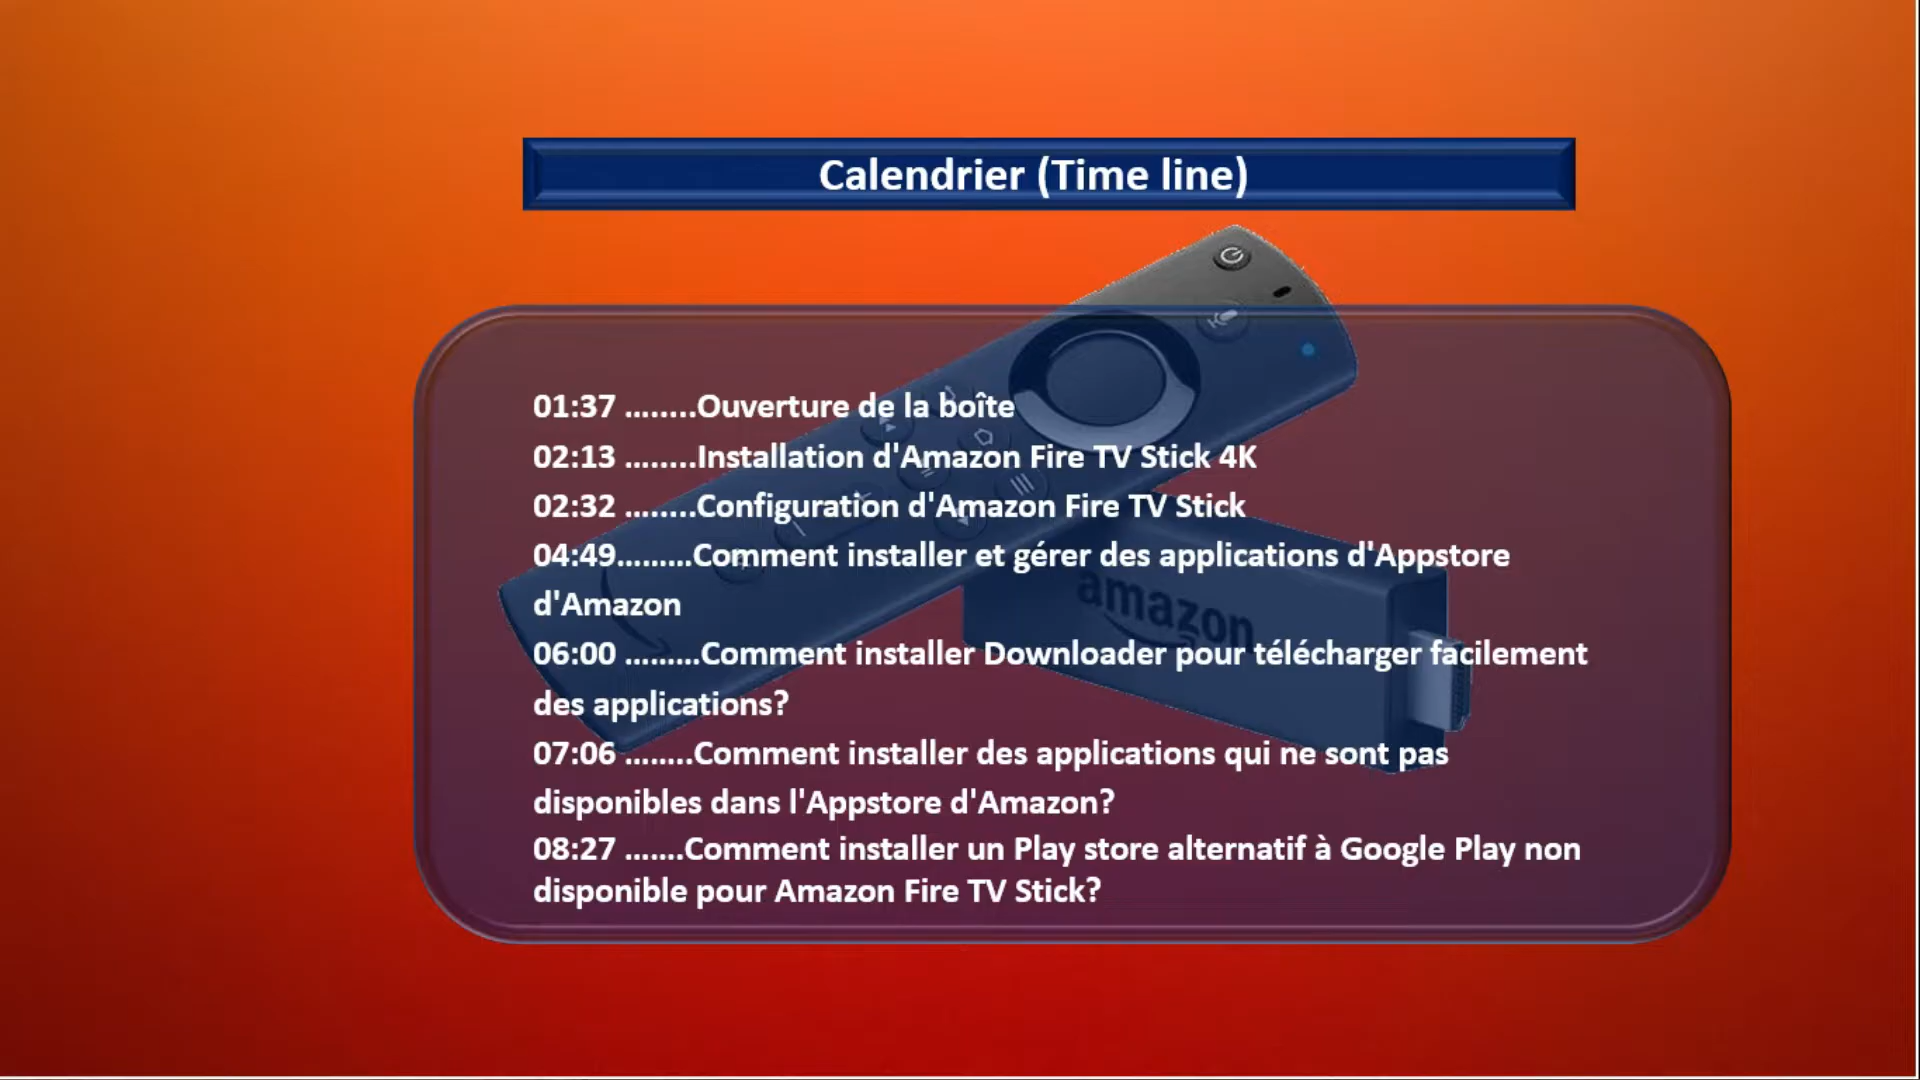 Calendrier (Time line)
01:37 ........Ouverture de la boîte
02:13 ........Installation d'Amazon Fire TV Stick 4K
02:32 ........Configuration d'Amazon Fire TV Stick
04:49.........Comment installer et gérer des applications d'Appstore
d'Amazon
06:00 .........Comment installer Downloader pour télécharger facilement
des applications?
07:06 ........Comment installer des applications qui ne sont pas
disponibles dans l'Appstore d'Amazon?
08:27 .......Comment installer un Play store alternatif à Google Play non
disponible pour Amazon Fire TV Stick?
amazon